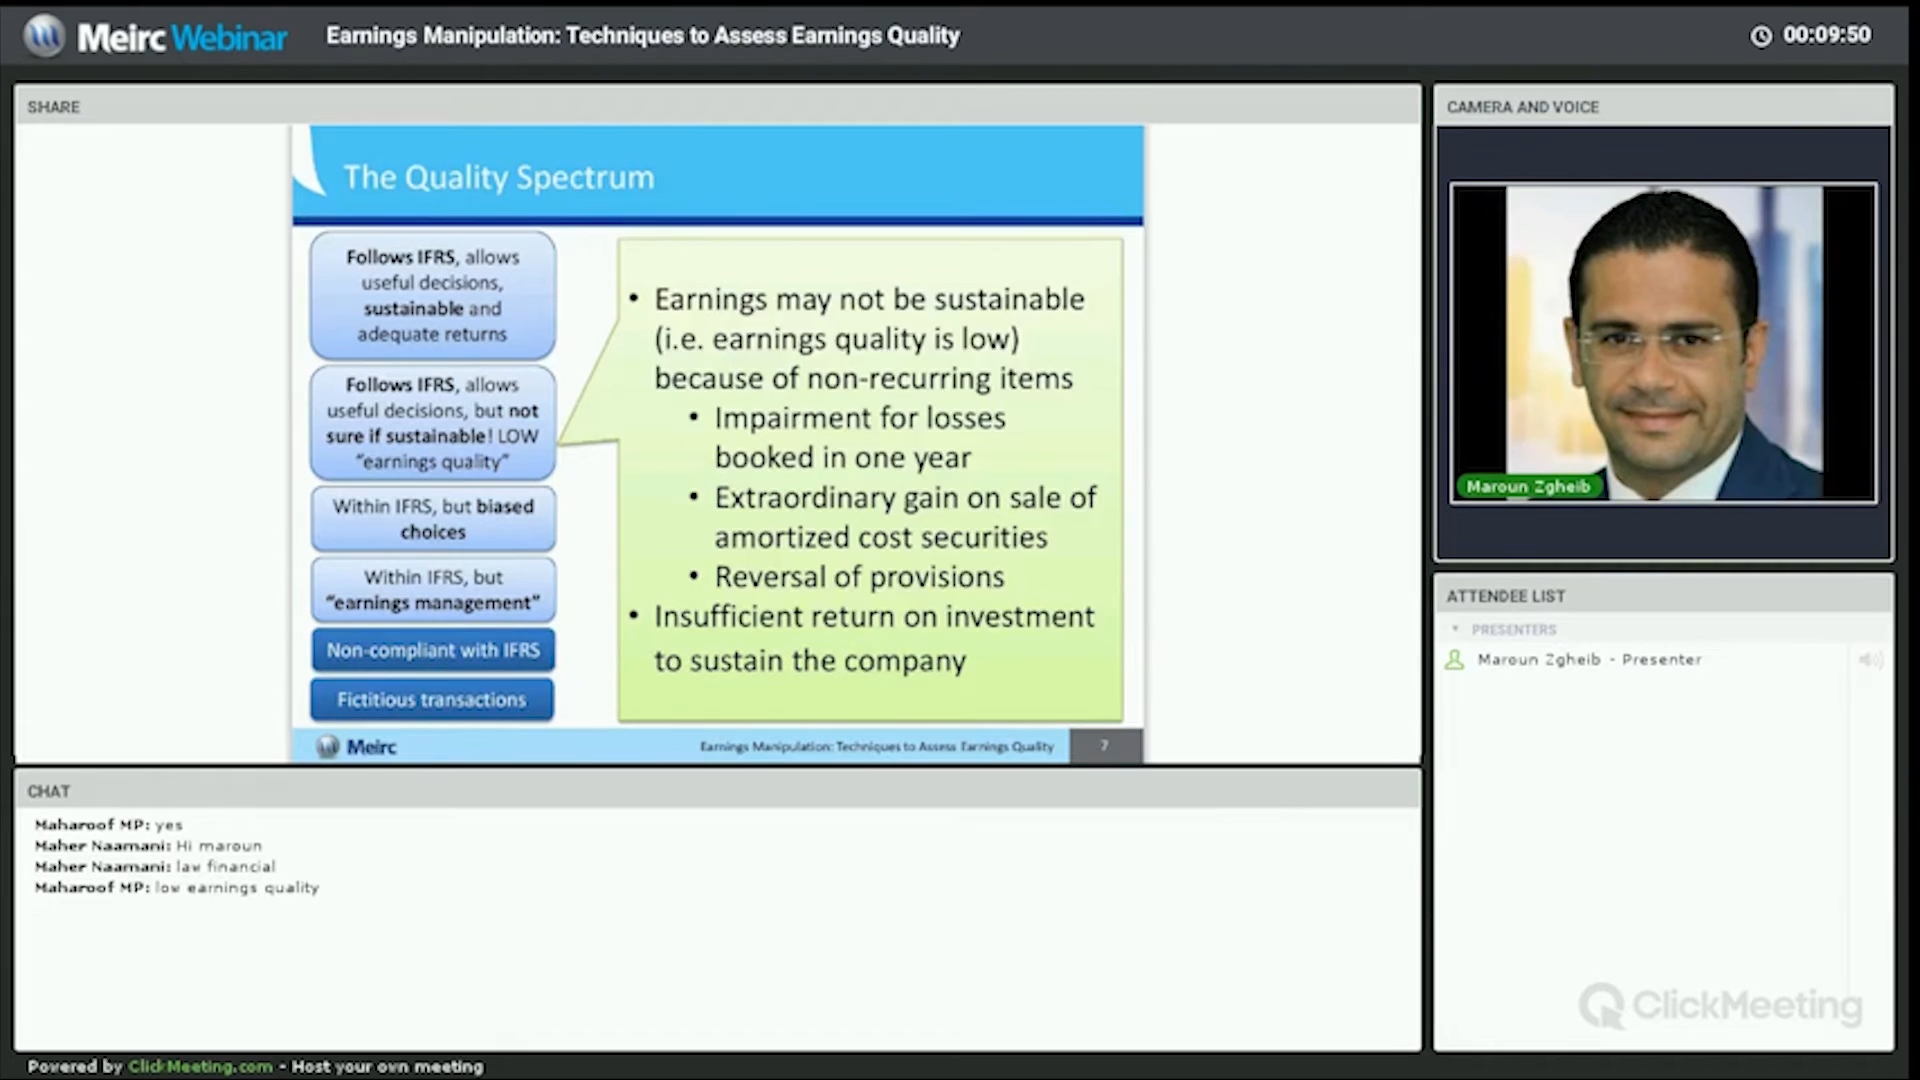 Meirc Webinar
Earnings Manipulation: Techniques to Assess Earnings Quality
00:09:50
SHARE
The Quality Spectrum
Follows IFRS, allows
useful decisions,
sustainable and
adequate returns
Follows IFRS, allows
useful decisions, but not
sure if sustainable! LOW
“earnings quality”
Within IFRS, but biased
choices
Within IFRS, but
“earnings management”
Non-compliant with IFRS
Fictitious transactions
• Earnings may not be sustainable
(i.e. earnings quality is low)
because of non-recurring items
• Impairment for losses
booked in one year
• Extraordinary gain on sale of
amortized cost securities
• Reversal of provisions
• Insufficient return on investment
to sustain the company
Meirc
Earnings Manipulation: Techniques to Assess Earnings Quality
7
CAMERA AND VOICE
Maroun Zgheib
ATTENDEE LIST
PRESENTERS
Maroun Zgheib - Presenter
CHAT
Maharoof MP: yes
Maher Naamani: Hi maroun
Maher Naamani: law financial
Maharoof MP: low earnings quality
ClickMeeting
Powered by ClickMeeting.com - Host your own meeting